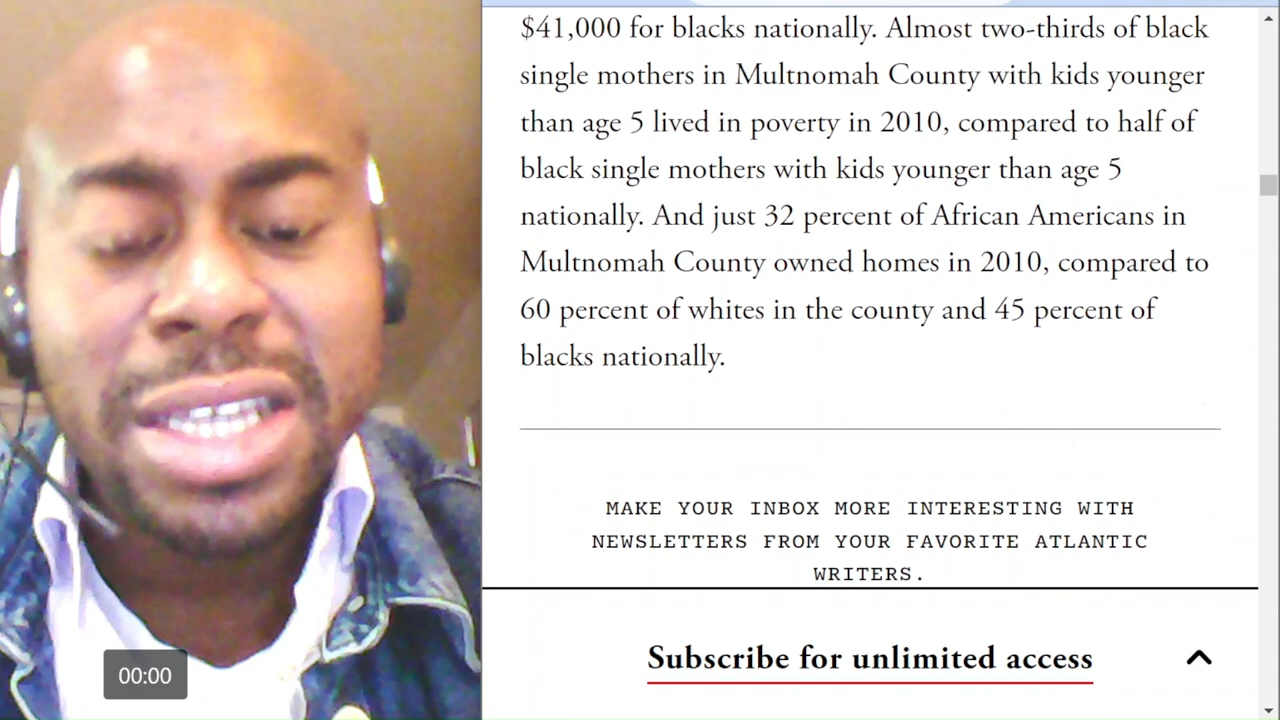 $41,000 for blacks nationally. Almost two-thirds of black
single mothers in Multnomah County with kids younger
than age 5 lived in poverty in 2010, compared to half of
black single mothers with kids younger than age 5
nationally. And just 32 percent of African Americans in
Multnomah County owned homes in 2010, compared to
60 percent of whites in the county and 45 percent of
blacks nationally.
MAKE YOUR INBOX MORE INTERESTING WITH
NEWSLETTERS FROM YOUR FAVORITE ATLANTIC
WRITERS.
Subscribe for unlimited access
00:00